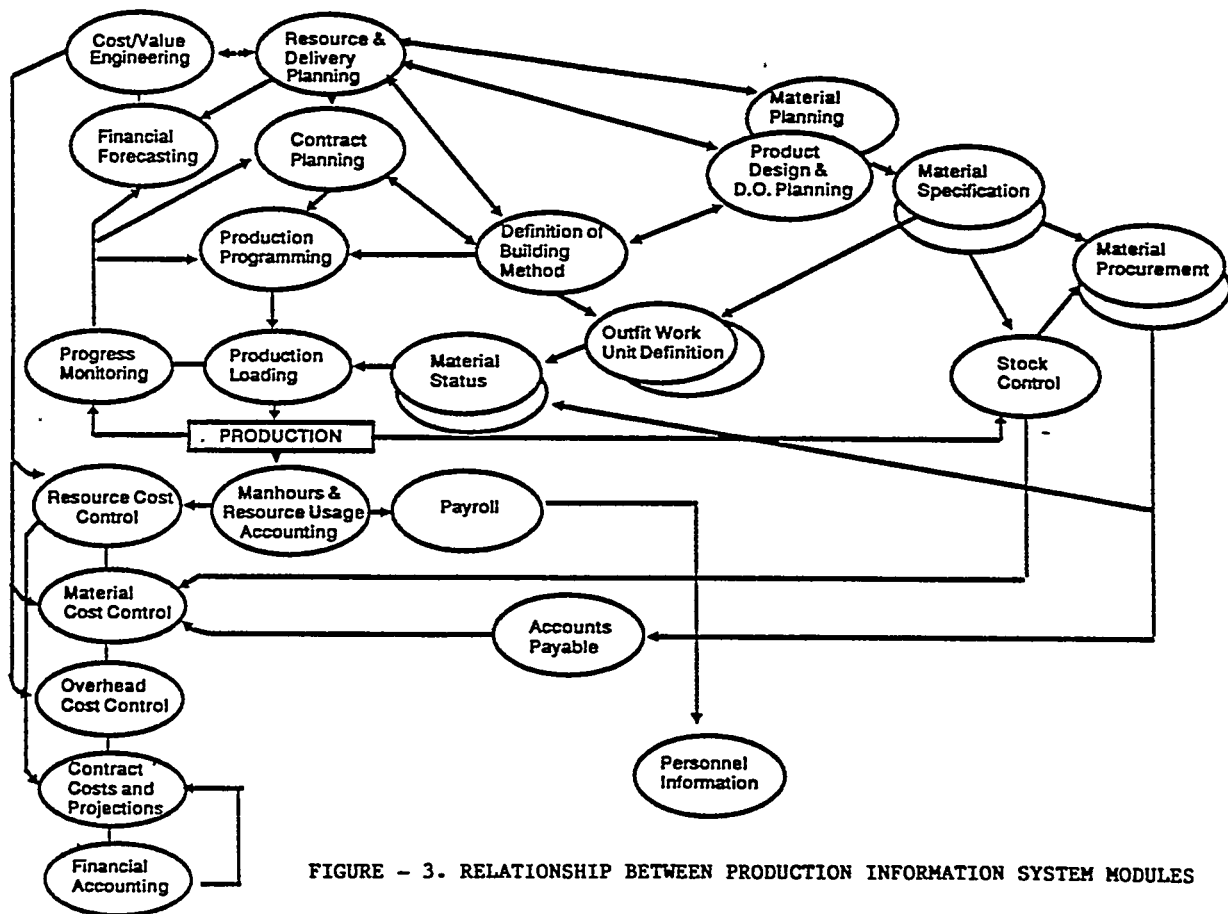 Cost/Value
Engineering
Resource &
Delivery
Planning
Material
Planning
Financial
Forecasting
Contract
Planning
Product
Design &
D.O. Planning
Material
Specification
Production
Programming
Definition of
Building
Method
Material
Procurement
Outfit Work
Unit Definition
Progress
Monitoring
Production
Loading
Material
Status
Stock
Control
PRODUCTION
Resource Cost
Control
Manhours &
Resource Usage
Accounting
Payroll
Material
Cost Control
Accounts
Payable
Overhead
Cost Control
Contract
Costs and
Projections
Personnel
Information
Financial
Accounting
FIGURE - 3. RELATIONSHIP BETWEEN PRODUCTION INFORMATION SYSTEM MODULES